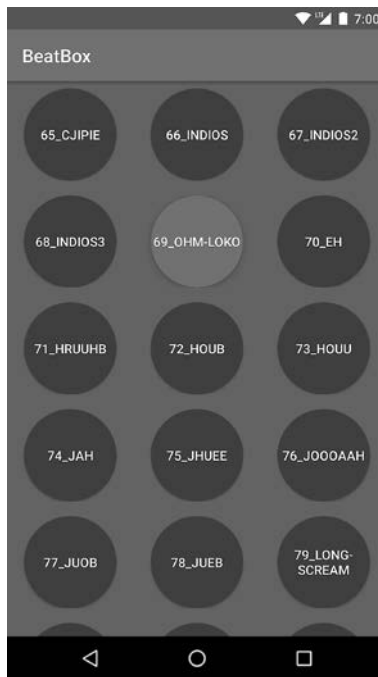 LTE 7:00
BeatBox
65_CJIPIE 66_INDIOS 67_INDIOS2
68_INDIOS3 69_OHM-LOKO 70_EH
71_HRUUHB 72_HOUB 73_HOUU
74_JAH 75_JHUEE 76_JOOOAAH
77_JUOB 78_JUEB 79_LONG-
SCREAM